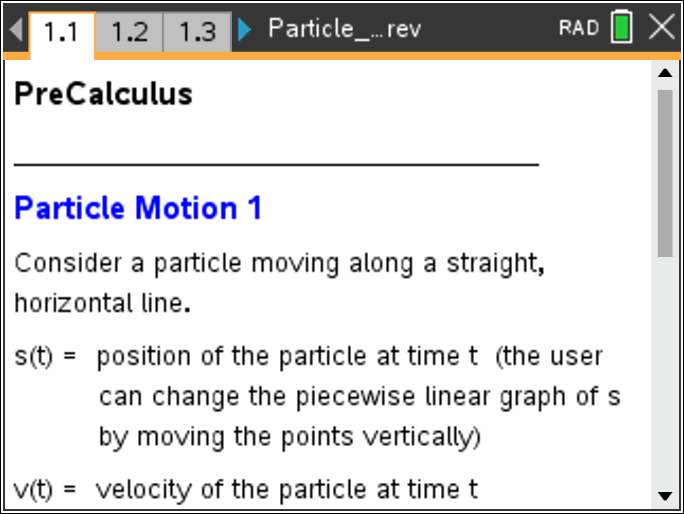 1.1 1.2 1.3 Particle_...rev RAD
PreCalculus
Particle Motion 1
Consider a particle moving along a straight,
horizontal line.
s(t) = position of the particle at time t (the user
can change the piecewise linear graph of s
by moving the points vertically)
v(t) = velocity of the particle at time t